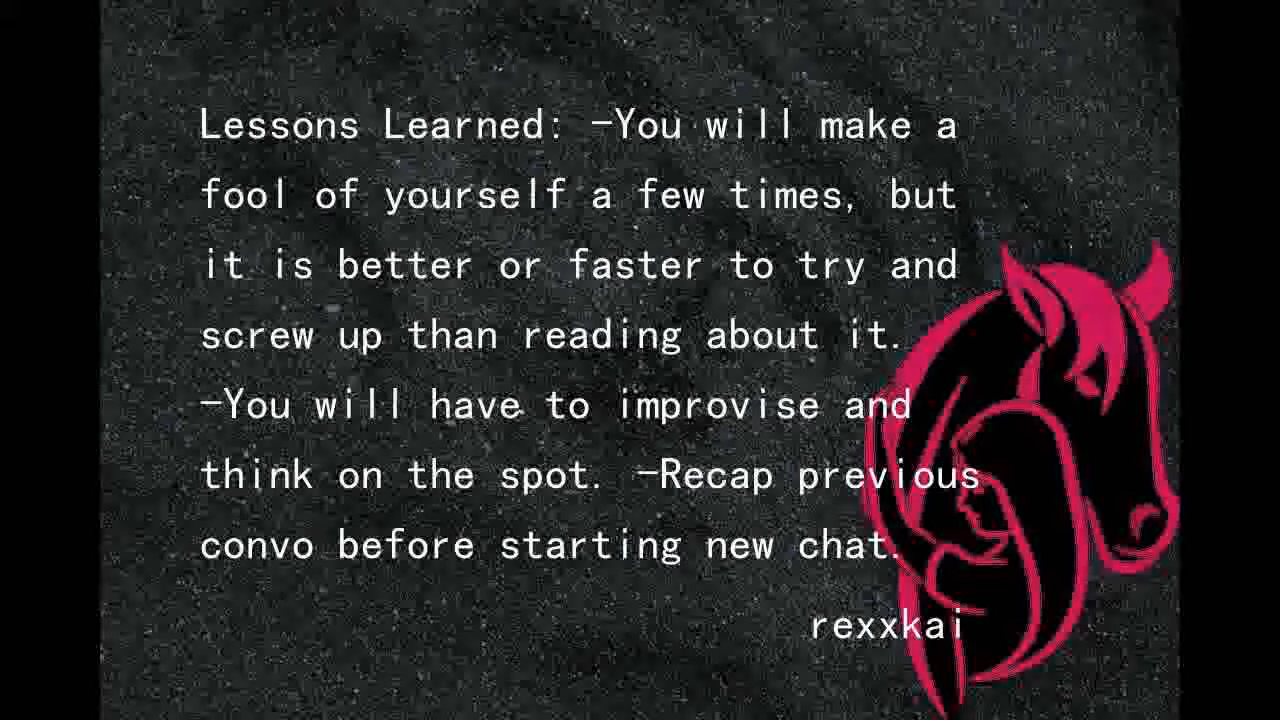 Lessons Learned: -You will make a
fool of yourself a few times, but
it is better or faster to try and
screw up than reading about it.
-You will have to improvise and
think on the spot. -Recap previous
convo before starting new chat.
rexxkai